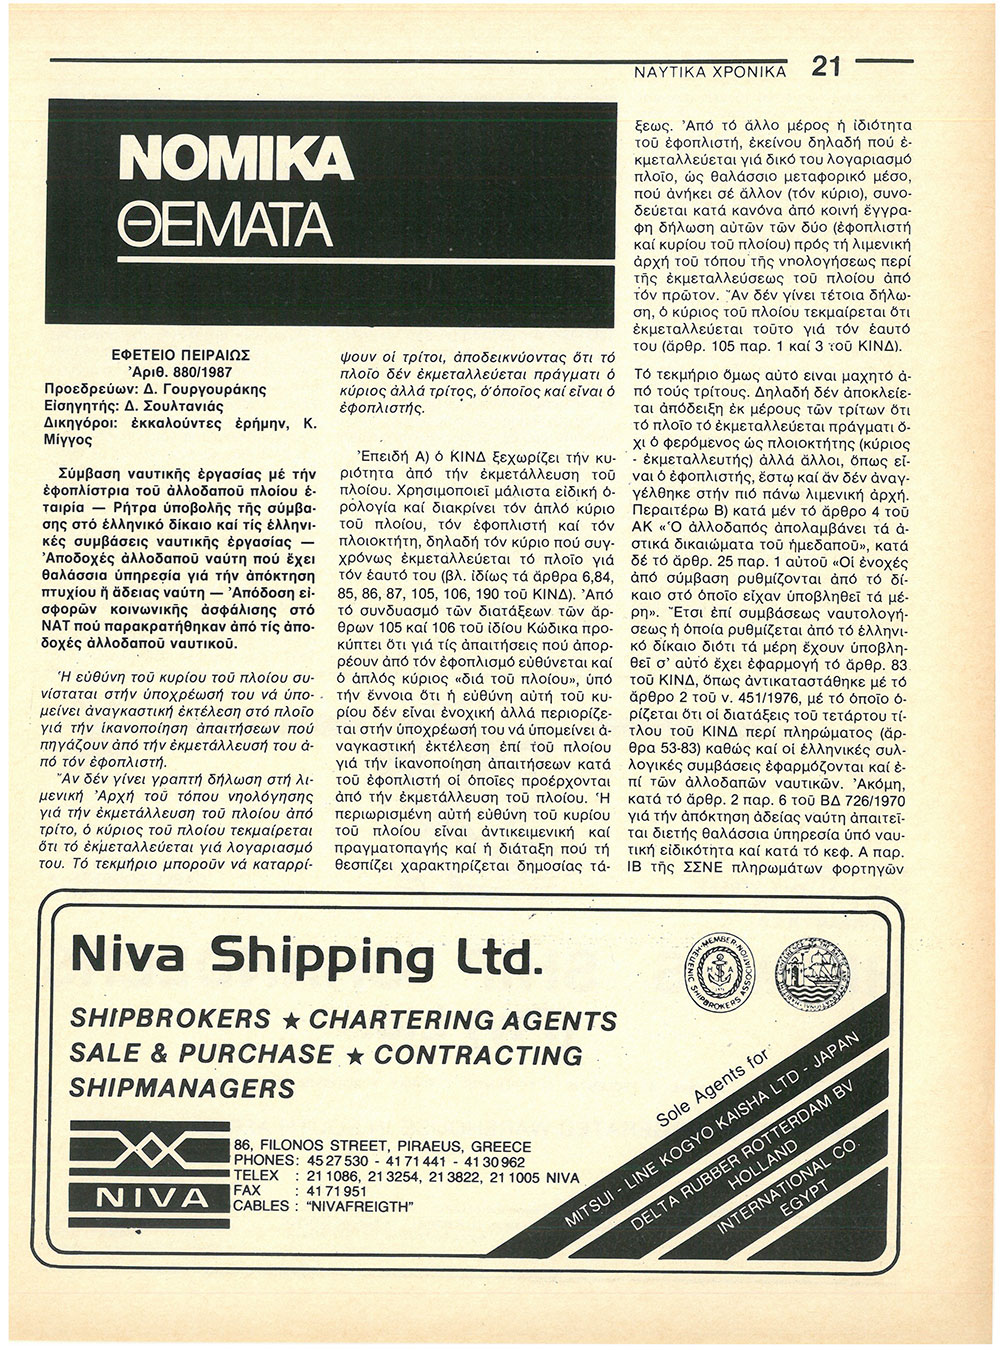 ΝΑΥΤΙΚΑ ΧΡΟΝΙΚΑ 21
ΝΟΜΙΚΑ
ΘΕΜΑΤΑ
ΕΦΕΤΕΙΟ ΠΕΙΡΑΙΩΣ
Ἀριθ. 880/1987
Προεδρεύων: Δ. Γουργουράκης
Εἰσηγητής: Δ. Σουλτανιάς
Δικηγόροι: ἐκκαλοῦντες ἐρήμην, Κ.
Μίγγος
Σύμβαση ναυτικῆς ἐργασίας μέ τήν
ἐφοπλίστρια τοῦ ἀλλοδαποῦ πλοίου ἑ-
ταιρία — Ρήτρα ὑποβολῆς τῆς σύμβα-
σης στό ἑλληνικό δίκαιο καί τίς ἑλληνι-
κές συμβάσεις ναυτικῆς ἐργασίας —
Ἀποδοχές ἀλλοδαποῦ ναύτη πού ἔχει
θαλάσσια ὑπηρεσία γιά τήν ἀπόκτηση
πτυχίου ἤ ἄδειας ναύτη — Ἀπόδοση εἰ-
σφορῶν κοινωνικῆς ἀσφάλισης στό
ΝΑΤ πού παρακρατήθηκαν ἀπό τίς ἀπο-
δοχές ἀλλοδαποῦ ναυτικοῦ.
Ἡ εὐθύνη τοῦ κυρίου τοῦ πλοίου συ-
νίσταται στήν ὑποχρέωσή του νά ὑπο-
μείνει ἀναγκαστική ἐκτέλεση στό πλοῖο
γιά τήν ἱκανοποίηση ἀπαιτήσεων πού
πηγάζουν ἀπό τήν ἐκμετάλλευσή του ἀ-
πό τόν ἐφοπλιστή.
Ἄν δέν γίνει γραπτή δήλωση στή λι-
μενική Ἀρχή τοῦ τόπου νηολόγησης
γιά τήν ἐκμετάλλευση τοῦ πλοίου ἀπό
τρίτο, ὁ κύριος τοῦ πλοίου τεκμαίρεται
ὅτι τό ἐκμεταλλεύεται γιά λογαριασμό
του. Τό τεκμήριο μποροῦν νά καταρρί-
ψουν οἱ τρίτοι, ἀποδεικνύοντας ὅτι τό
πλοῖο δέν ἐκμεταλλεύεται πράγματι ὁ
κύριος ἀλλά τρίτος, ὁ ὁποῖος καί εἶναι ὁ
ἐφοπλιστής.
Ἐπειδή Α) ὁ ΚΙΝΔ ξεχωρίζει τήν κυ-
ριότητα ἀπό τήν ἐκμετάλλευση τοῦ
πλοίου. Χρησιμοποιεῖ μάλιστα εἰδική ὁ-
ρολογία καί διακρίνει τόν ἁπλό κύριο
τοῦ πλοίου, τόν ἐφοπλιστή καί τόν
πλοιοκτήτη, δηλαδή τόν κύριο πού συγ-
χρόνως ἐκμεταλλεύεται τό πλοῖο γιά
τόν ἑαυτό του (βλ. ἰδίως τά ἄρθρα 6,84,
85, 86, 87, 105, 106, 190 τοῦ ΚΙΝΔ). Ἀπό
τό συνδυασμό τῶν διατάξεων τῶν ἄρ-
θρων 105 καί 106 τοῦ ἰδίου Κώδικα προ-
κύπτει ὅτι γιά τίς ἀπαιτήσεις πού ἀπορ-
ρέουν ἀπό τόν ἐφοπλισμό εὐθύνεται καί
ὁ ἁπλός κύριος «διά τοῦ πλοίου», ὑπό
τήν ἔννοια ὅτι ἡ εὐθύνη αὐτή τοῦ κυ-
ρίου δέν εἶναι ἐνοχική ἀλλά περιορίζε-
ται στήν ὑποχρέωσή του νά ὑπομείνει ἀ-
ναγκαστική ἐκτέλεση ἐπί τοῦ πλοίου
γιά τήν ἱκανοποίηση ἀπαιτήσεων κατά
τοῦ ἐφοπλιστή οἱ ὁποῖες προέρχονται
ἀπό τήν ἐκμετάλλευση τοῦ πλοίου. Ἡ
περιωρισμένη αὐτή εὐθύνη τοῦ κυρίου
τοῦ πλοίου εἶναι ἀντικειμενική καί
πραγματοπαγής καί ἡ διάταξη πού τή
θεσπίζει χαρακτηρίζεται δημοσίας τά-
ξεως. Ἀπό τό ἄλλο μέρος ἡ ἰδιότητα
τοῦ ἐφοπλιστή, ἐκείνου δηλαδή πού ἐ-
κμεταλλεύεται γιά δικό του λογαριασμό
πλοῖο, ὡς θαλάσσιο μεταφορικό μέσο,
πού ἀνήκει σέ ἄλλον (τόν κύριο), συνο-
δεύεται κατά κανόνα ἀπό κοινή ἔγγρα-
φη δήλωση αὐτῶν τῶν δύο (ἐφοπλιστή
καί κυρίου τοῦ πλοίου) πρός τή λιμενική
ἀρχή τοῦ τόπου τῆς νηολογήσεως περί
τῆς ἐκμεταλλεύσεως τοῦ πλοίου ἀπό
τόν πρῶτον. Ἄν δέν γίνει τέτοια δήλω-
ση, ὁ κύριος τοῦ πλοίου τεκμαίρεται ὅτι
ἐκμεταλλεύεται τοῦτο γιά τόν ἑαυτό
του (ἄρθρ. 105 παρ. 1 καί 3 τοῦ ΚΙΝΔ).
Τό τεκμήριο ὅμως αὐτό ειναι μαχητό ἀ-
πό τούς τρίτους. Δηλαδή δέν ἀποκλείε-
ται ἀπόδειξη ἐκ μέρους τῶν τρίτων ὅτι
τό πλοῖο τό ἐκμεταλλεύεται πράγματι ὄ-
χι ὁ φερόμενος ὡς πλοιοκτήτης (κύριος
- ἐκμεταλλευτής) ἀλλά ἄλλοι, ὅπως εἶ-
ναι ὁ ἐφοπλιστής, ἔστω καί ἄν δέν ἀναγ-
γέλθηκε στήν πιό πάνω λιμενική ἀρχή.
Περαιτέρω Β) κατά μέν τό ἄρθρο 4 τοῦ
ΑΚ «Ὁ ἀλλοδαπός ἀπολαμβάνει τά ἀ-
στικά δικαιώματα τοῦ ἡμεδαποῦ», κατά
δέ τό ἄρθρ. 25 παρ. 1 αὐτοῦ «Οἱ ἐνοχές
ἀπό σύμβαση ρυθμίζονται ἀπό τό δί-
καιο στό ὁποῖο εἶχαν ὑποβληθεῖ τά μέ-
ρη». Ἔτσι ἐπί συμβάσεως ναυτολογή-
σεως ἡ ὁποία ρυθμίζεται ἀπό τό ἑλληνι-
κό δίκαιο διότι τά μέρη ἔχουν ὑποβλη-
θεῖ σ' αὐτό ἔχει ἐφαρμογή τό ἄρθρ. 83
τοῦ ΚΙΝΔ, ὅπως ἀντικαταστάθηκε μέ τό
ἄρθρο 2 τοῦ ν. 451/1976, μέ τό ὁποῖο ὁ-
ρίζεται ὅτι οἱ διατάξεις τοῦ τετάρτου τί-
τλου τοῦ ΚΙΝΔ περί πληρώματος (ἄρ-
θρα 53-83) καθώς καί οἱ ἑλληνικές συλ-
λογικές συμβάσεις ἐφαρμόζονται καί ἐ-
πί τῶν ἀλλοδαπῶν ναυτικῶν. Ἀκόμη,
κατά τό ἄρθρ. 2 παρ. 6 τοῦ ΒΔ 726/1970
γιά τήν ἀπόκτηση ἀδείας ναύτη ἀπαιτεῖ-
ται διετής θαλάσσια ὑπηρεσία ὑπό ναυ-
τική εἰδικότητα καί κατά τό κεφ. Α παρ.
ΙΒ τῆς ΣΣΝΕ πληρωμάτων φορτηγῶν
Niva Shipping Ltd.
HELLENIC SHIPBROKERS ASSOCIATION
MEMBER
SHIPBROKERS ★ CHARTERING AGENTS
SALE & PURCHASE ★ CONTRACTING
SHIPMANAGERS
NIVA
86, FILONOS STREET, PIRAEUS, GREECE
PHONES: 45 27 530 - 41 71 441 - 41 30 962
TELEX : 21 1086, 21 3254, 21 3822, 21 1005 NIVA
FAX : 41 71 951
CABLES : "NIVAFREIGTH"
Sole Agents for
MITSUI - LINE KOGYO KAISHA LTD - JAPAN
DELTA RUBBER ROTTERDAM BV
HOLLAND
INTERNATIONAL CO.
EGYPT